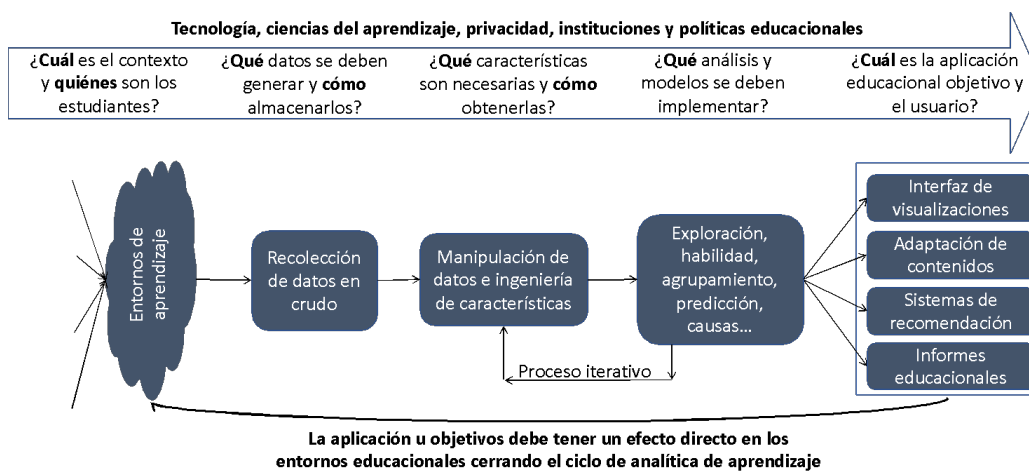 Tecnología, ciencias del aprendizaje, privacidad, instituciones y políticas educacionales
¿Cuál es el contexto
y quiénes son los
estudiantes?
¿Qué datos se deben
generar y cómo
almacenarlos?
¿Qué características
son necesarias y cómo
obtenerlas?
¿Qué análisis y
modelos se deben
implementar?
¿Cuál es la aplicación
educacional objetivo y
el usuario?
Entornos de
aprendizaje
Recolección
de datos en
crudo
Manipulación de
datos e ingeniería
de características
Exploración,
habilidad,
agrupamiento,
predicción,
causas...
Interfaz de
visualizaciones
Adaptación de
contenidos
Sistemas de
recomendación
Informes
educacionales
Proceso iterativo
La aplicación u objetivos debe tener un efecto directo en los
entornos educacionales cerrando el ciclo de analítica de aprendizaje